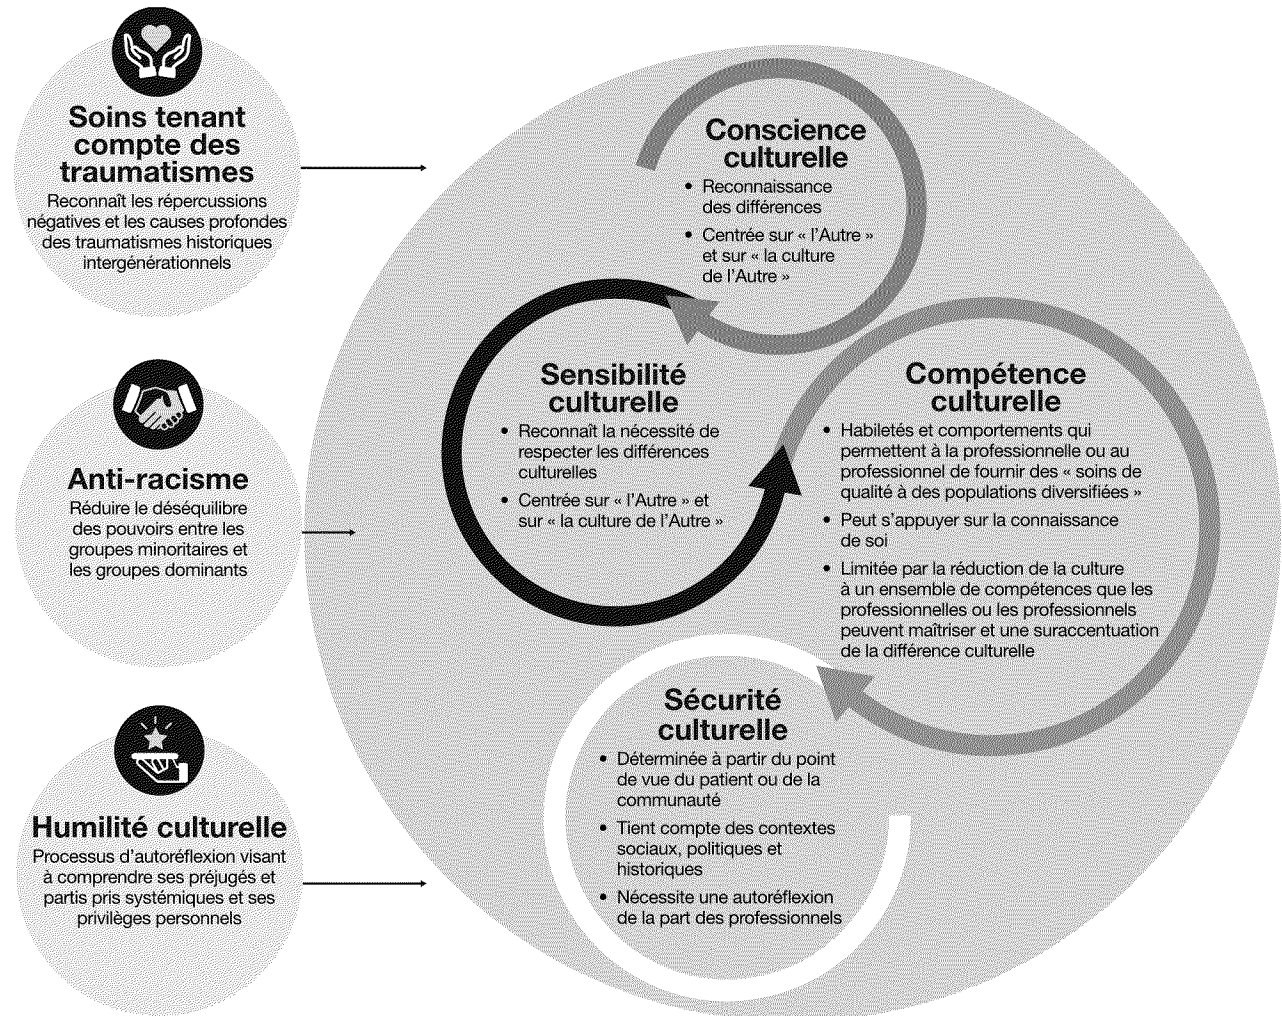 Soins tenant
compte des
traumatismes
Reconnaît les répercussions
négatives et les causes profondes
des traumatismes historiques
intergénérationnels
Anti-racisme
Réduire le déséquilibre
des pouvoirs entre les
groupes minoritaires et
les groupes dominants
Humilité culturelle
Processus d'autoréflexion visant
à comprendre ses préjugés et
partis pris systémiques et ses
privilèges personnels
Conscience
culturelle
• Reconnaissance
des différences
• Centrée sur « l'Autre »
et sur « la culture
de l'Autre »
Sensibilité
culturelle
• Reconnaît la nécessité de
respecter les différences
culturelles
• Centrée sur « l'Autre » et
sur « la culture de l'Autre »
Compétence
culturelle
• Habiletés et comportements qui
permettent à la professionnelle ou au
professionnel de fournir des « soins de
qualité à des populations diversifiées »
• Peut s'appuyer sur la connaissance
de soi
• Limitée par la réduction de la culture
à un ensemble de compétences que les
professionnelles ou les professionnels
peuvent maîtriser et une suraccentuation
de la différence culturelle
Sécurité
culturelle
• Déterminée à partir du point
de vue du patient ou de la
communauté
• Tient compte des contextes
sociaux, politiques et
historiques
• Nécessite une autoréflexion
de la part des professionnels